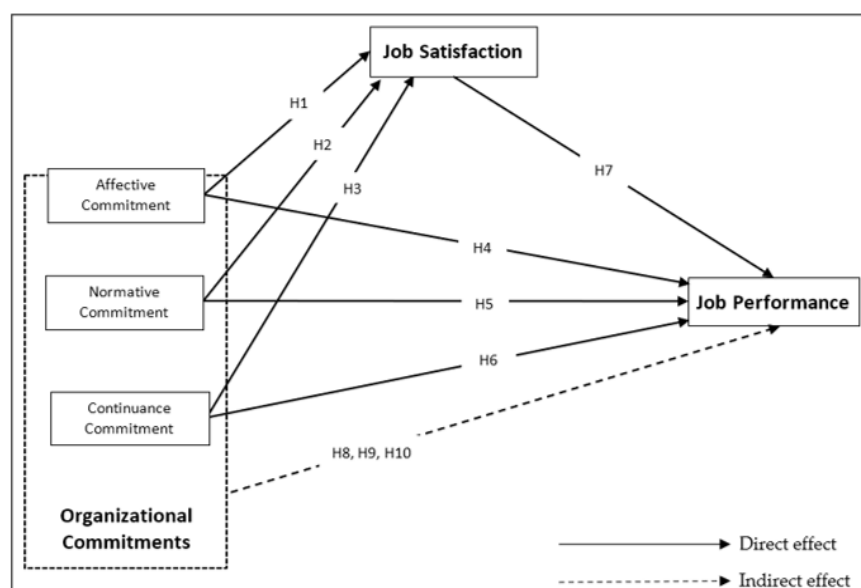 Job Satisfaction
H1
H2
H3
H7
Affective
Commitment
H4
Normative
Commitment
H5
Job Performance
H6
Continuance
Commitment
H8, H9, H10
Organizational
Commitments
Direct effect
Indirect effect